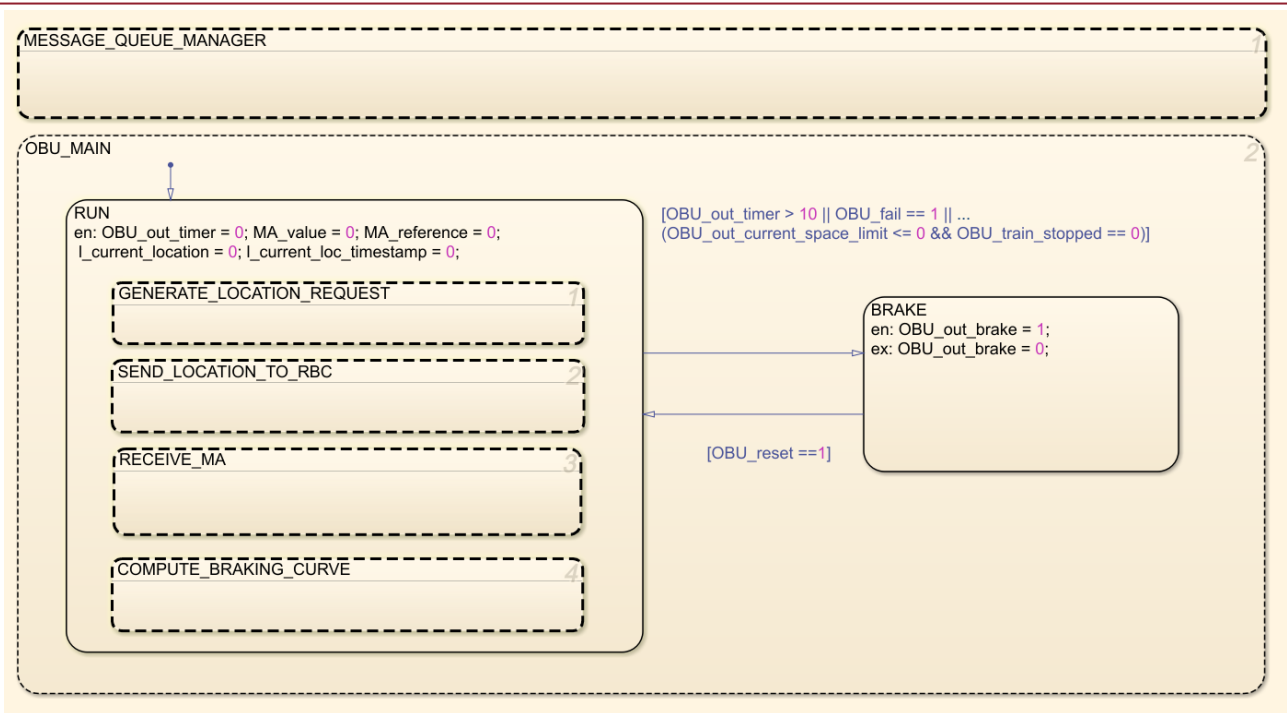 MESSAGE_QUEUE_MANAGER
1
OBU_MAIN
2
RUN
en: OBU_out_timer = 0; MA_value = 0; MA_reference = 0;
l_current_location = 0; l_current_loc_timestamp = 0;
[OBU_out_timer > 10 || OBU_fail == 1 || ...
(OBU_out_current_space_limit <= 0 && OBU_train_stopped == 0)]
GENERATE_LOCATION_REQUEST
1
SEND_LOCATION_TO_RBC
2
RECEIVE_MA
3
COMPUTE_BRAKING_CURVE
4
BRAKE
en: OBU_out_brake = 1;
ex: OBU_out_brake = 0;
[OBU_reset ==1]